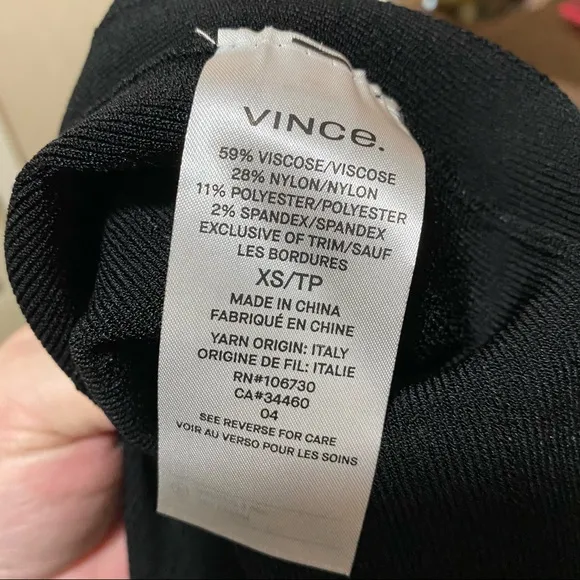 VINCE.
59% VISCOSE/VISCOSE
28% NYLON/NYLON
11% POLYESTER/POLYESTER
2% SPANDEX/SPANDEX
EXCLUSIVE OF TRIM/SAUF
LES BORDURES
XS/TP
MADE IN CHINA
FABRIQUÉ EN CHINE
YARN ORIGIN: ITALY
ORIGINE DE FIL: ITALIE
RN#106730
CA#34460
04
SEE REVERSE FOR CARE
VOIR AU VERSO POUR LES SOINS